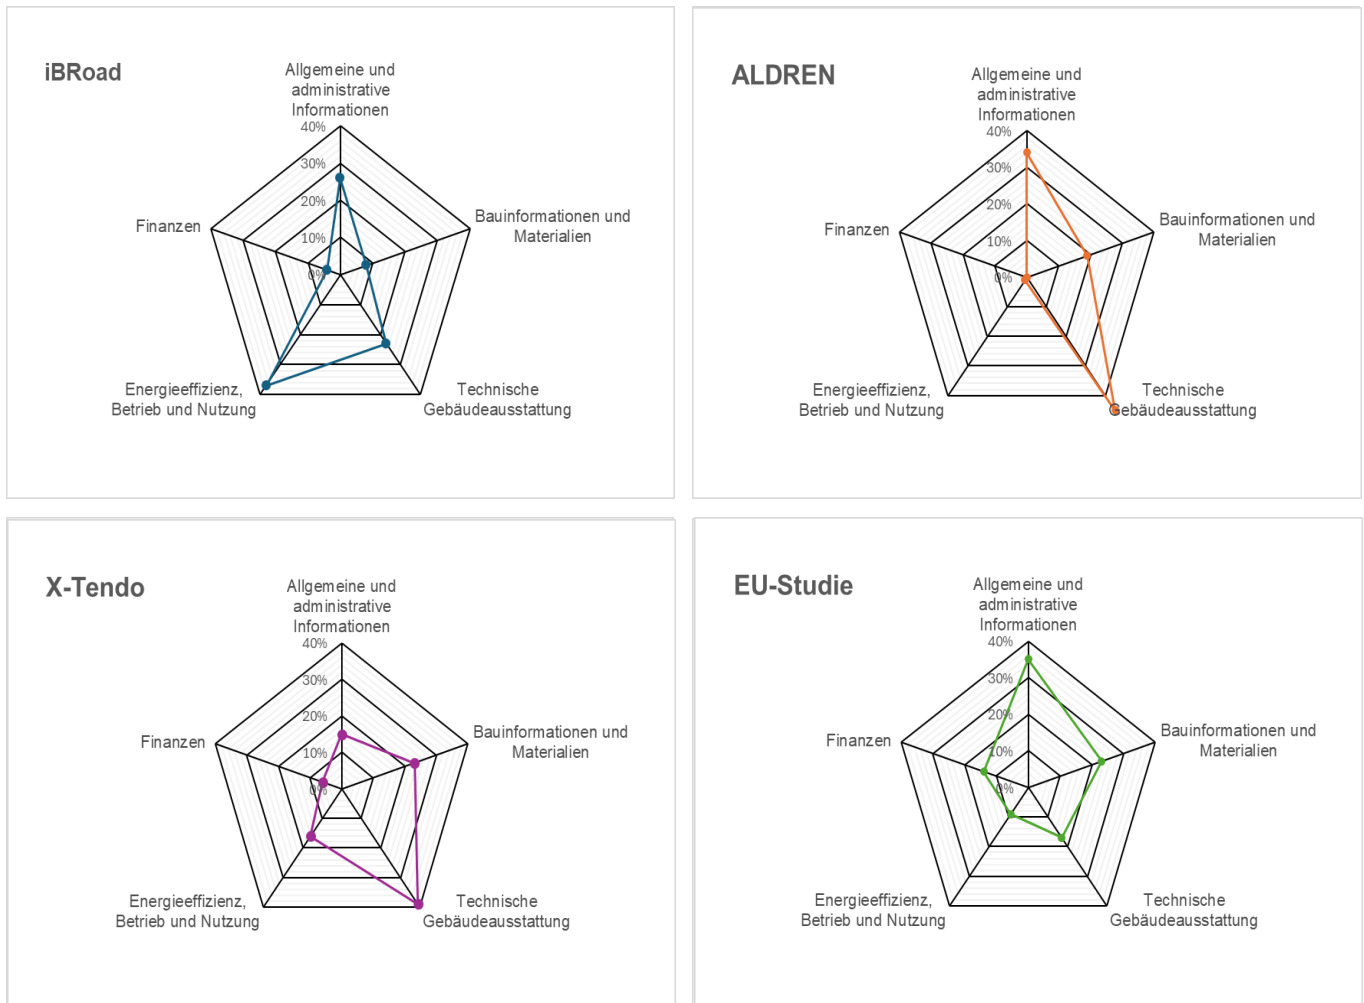 iBRoad
Allgemeine und
administrative
Informationen
40%
30%
20%
10%
0%
Bauinformationen und
Materialien
Technische
Gebäudeausstattung
Energieeffizienz,
Betrieb und Nutzung
Finanzen
ALDREN
Allgemeine und
administrative
Informationen
40%
30%
20%
10%
0%
Bauinformationen und
Materialien
Technische
Gebäudeausstattung
Energieeffizienz,
Betrieb und Nutzung
Finanzen
X-Tendo
Allgemeine und
administrative
Informationen
40%
30%
20%
10%
0%
Bauinformationen und
Materialien
Technische
Gebäudeausstattung
Energieeffizienz,
Betrieb und Nutzung
Finanzen
EU-Studie
Allgemeine und
administrative
Informationen
40%
30%
20%
10%
0%
Bauinformationen und
Materialien
Technische
Gebäudeausstattung
Energieeffizienz,
Betrieb und Nutzung
Finanzen